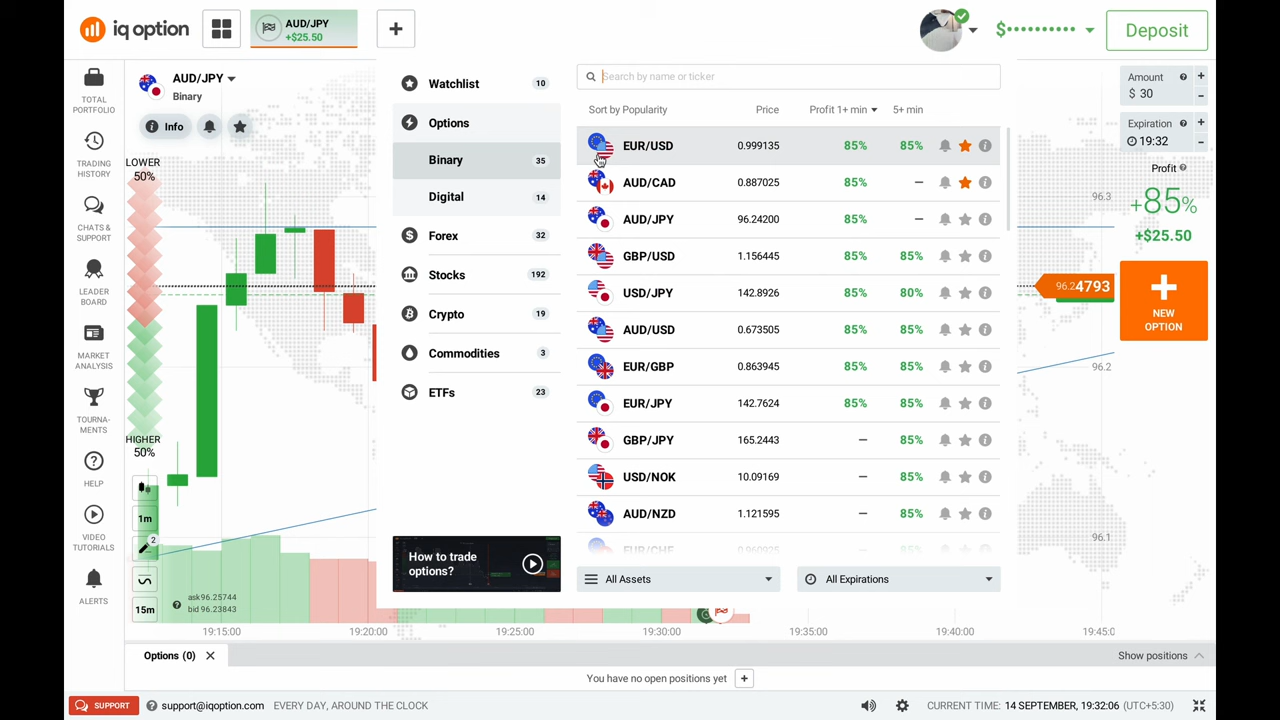 iq option
AUD/JPY
+$25.50
$··········
Deposit
TOTAL
PORTFOLIO
TRADING
HISTORY
CHATS &
SUPPORT
LEADER
BOARD
MARKET
ANALYSIS
TOURNA-
MENTS
HELP
VIDEO
TUTORIALS
ALERTS
AUD/JPY
Binary
Info
LOWER
50%
HIGHER
50%
1m
2
15m
ask 96.25744
bid 96.23843
Watchlist 10
Options
Binary 35
Digital 14
Forex 32
Stocks 192
Crypto 19
Commodities 3
ETFs 23
How to trade
options?
Search by name or ticker
Sort by Popularity Price Profit 1+ min 5+ min
EUR/USD 0.999135 85% 85%
AUD/CAD 0.887025 85% –
AUD/JPY 96.24200 85% –
GBP/USD 1.156445 85% 85%
USD/JPY 142.8926 80% 80%
AUD/USD 0.673505 85% 85%
EUR/GBP 0.863945 85% 85%
EUR/JPY 142.7624 85% 85%
GBP/JPY 165.2443 – 85%
USD/NOK 10.09169 – 85%
AUD/NZD 1.121595 – 85%
EUR/CHF 85%
All Assets
All Expirations
96.3
96.24793
96.2
96.1
Amount
$ 30
Expiration
19:32
Profit
+85%
+$25.50
NEW
OPTION
19:15:00 19:20:00 19:25:00 19:30:00 19:35:00 19:40:00 19:45:
Options (0)
Show positions
You have no open positions yet
SUPPORT
support@iqoption.com EVERY DAY, AROUND THE CLOCK
CURRENT TIME: 14 SEPTEMBER, 19:32:06 (UTC+5:30)